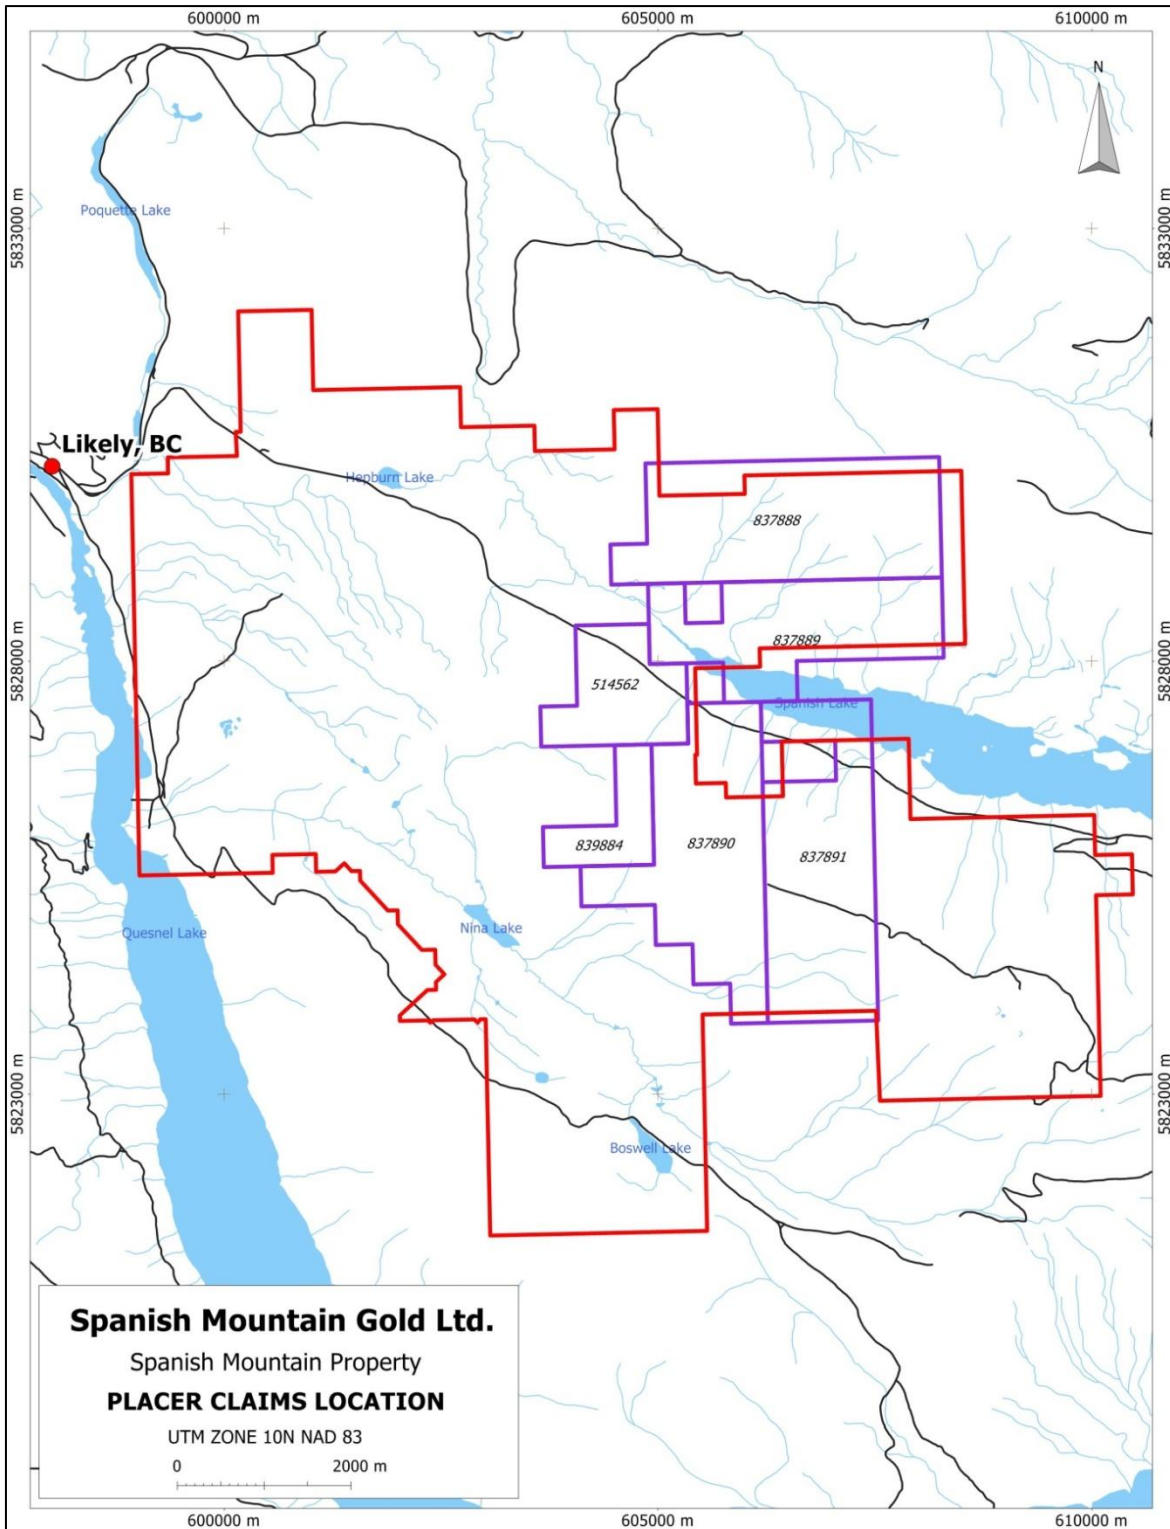 600000 m
605000 m
610000 m
N
5833000 m
5833000 m
Poquette Lake
Likely, BC
Hepburn Lake
837888
837889
5828000 m
5828000 m
514562
Spanish Lake
839884
837890
837891
Quesnel Lake
Nina Lake
5823000 m
5823000 m
Boswell Lake
Spanish Mountain Gold Ltd.
Spanish Mountain Property
PLACER CLAIMS LOCATION
UTM ZONE 10N NAD 83
0 2000 m
600000 m
605000 m
610000 m